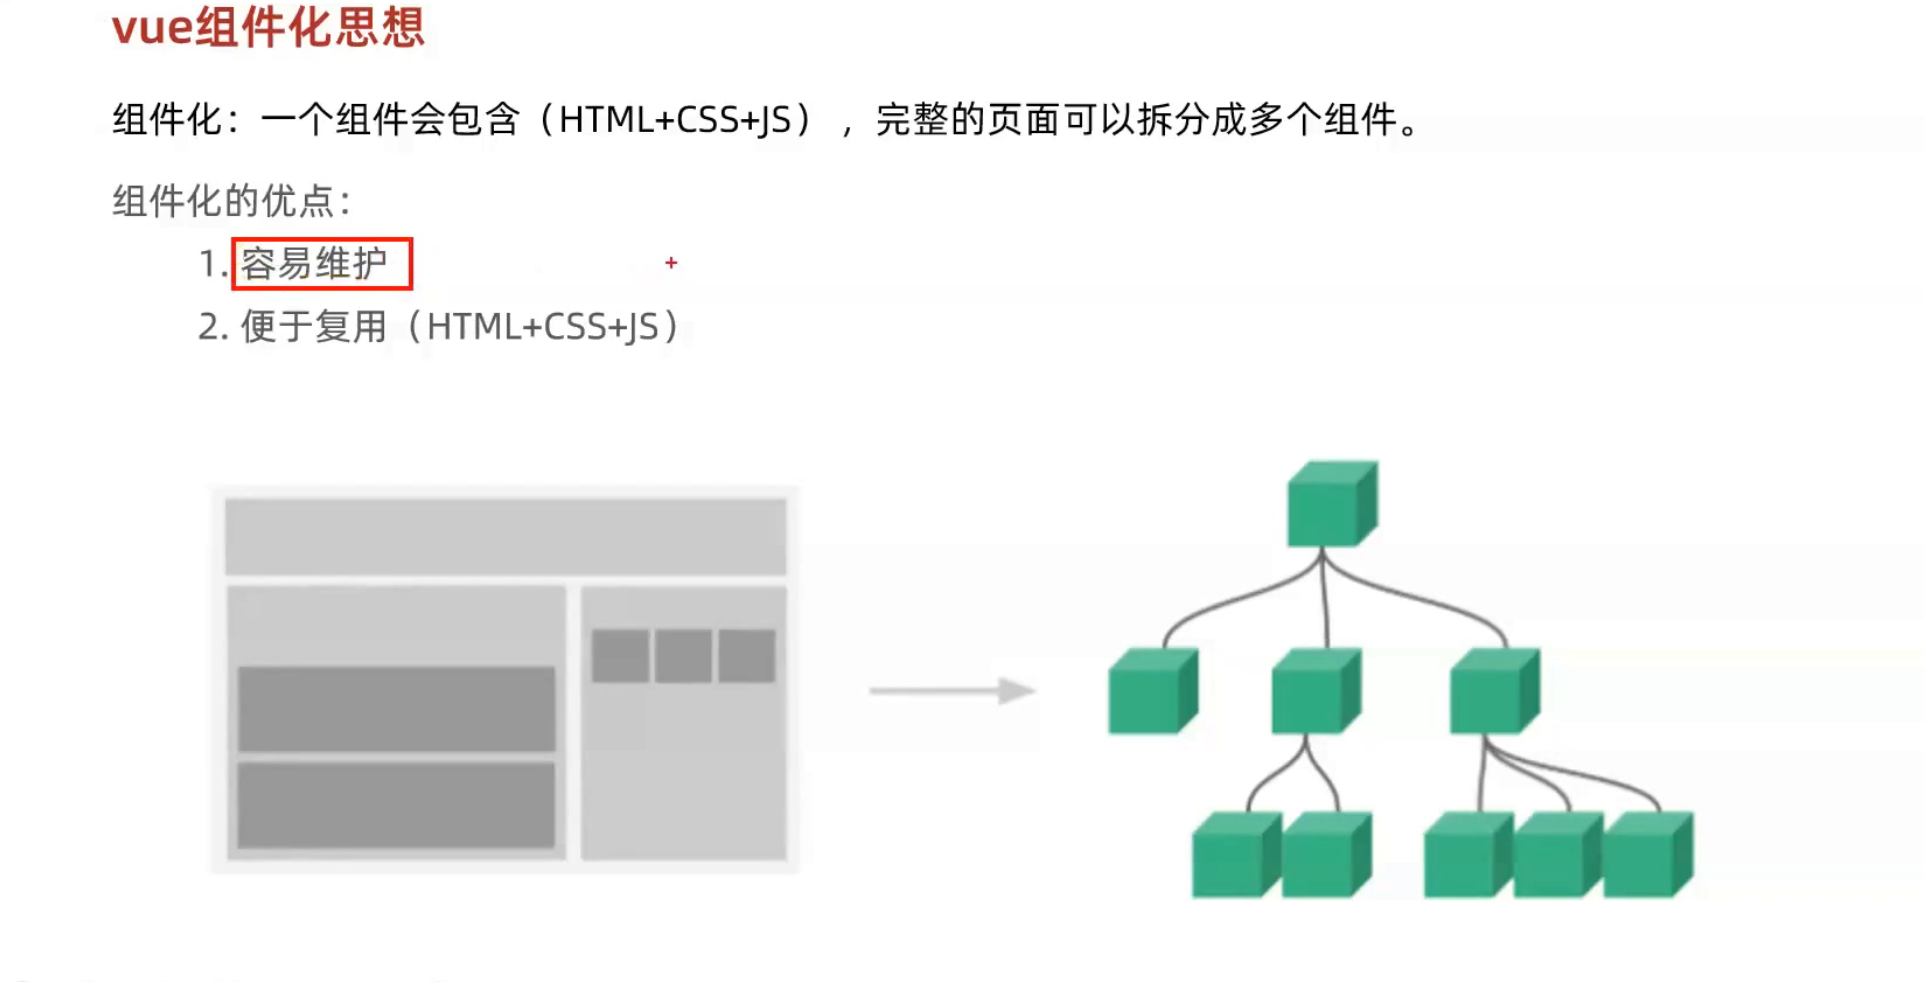 vue组件化思想
组件化：一个组件会包含（HTML+CSS+JS），完整的页面可以拆分成多个组件。
组件化的优点：
1. 容易维护
2. 便于复用（HTML+CSS+JS）